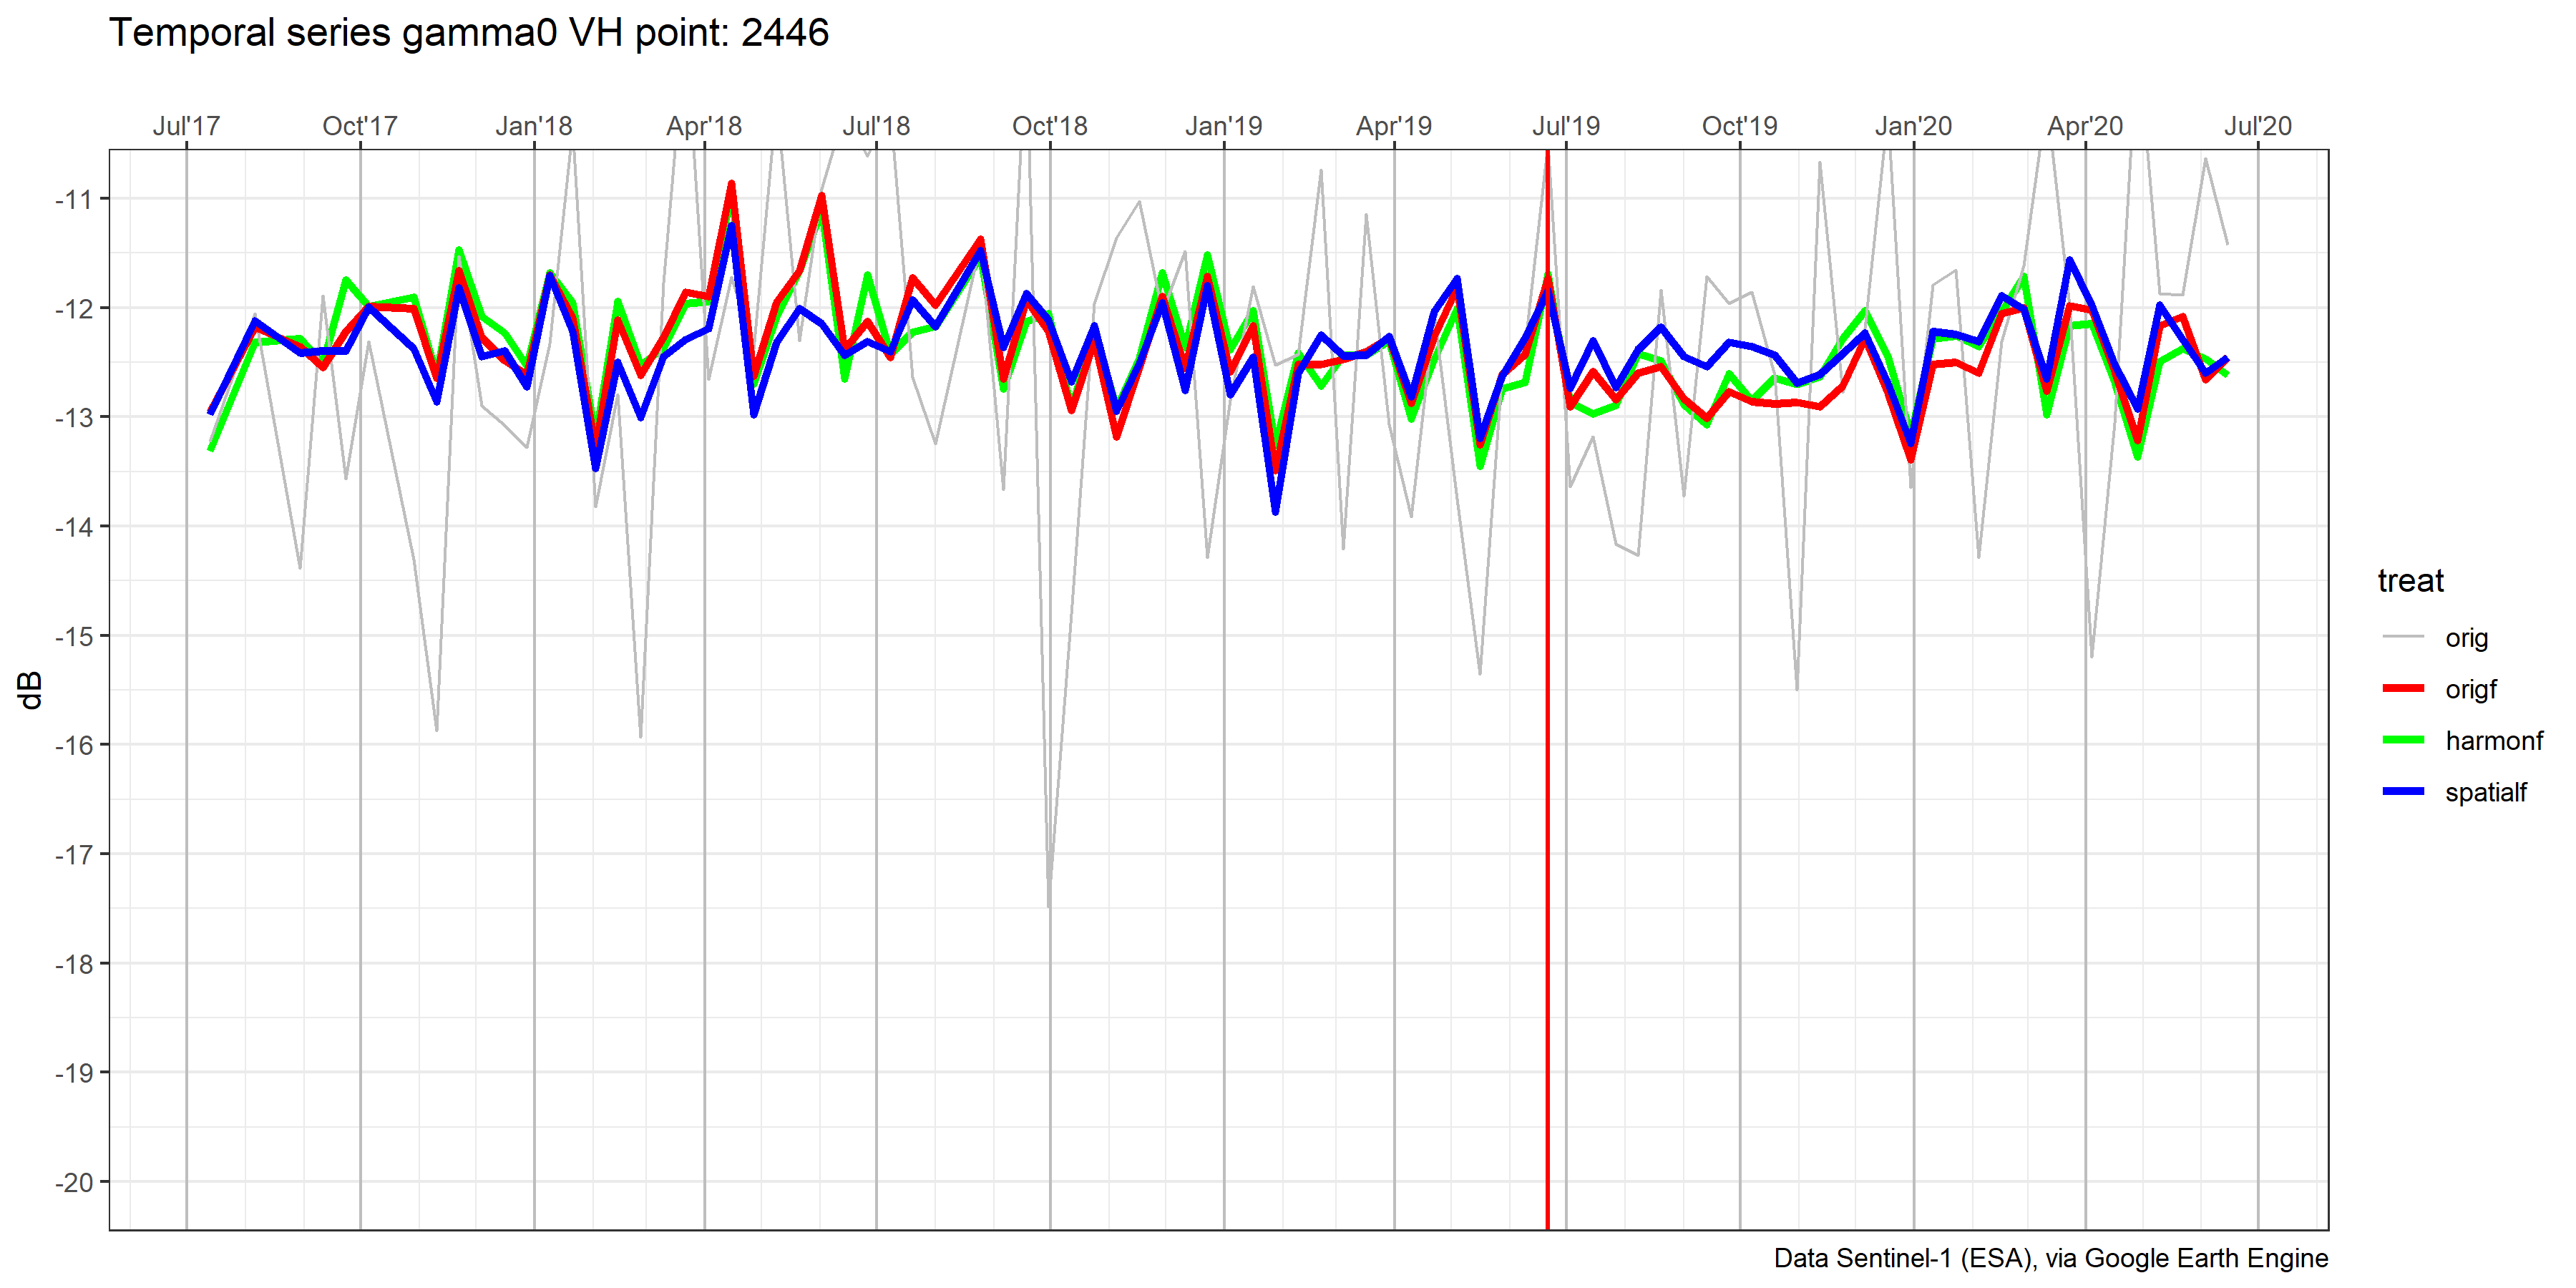 Temporal series gamma0 VH point: 2446
Jul'17 Oct'17 Jan'18 Apr'18 Jul'18 Oct'18 Jan'19 Apr'19 Jul'19 Oct'19 Jan'20 Apr'20 Jul'20
-11
-12
-13
-14
-15
-16
-17
-18
-19
-20
dB
treat
orig
origf
harmonf
spatialf
Data Sentinel-1 (ESA), via Google Earth Engine